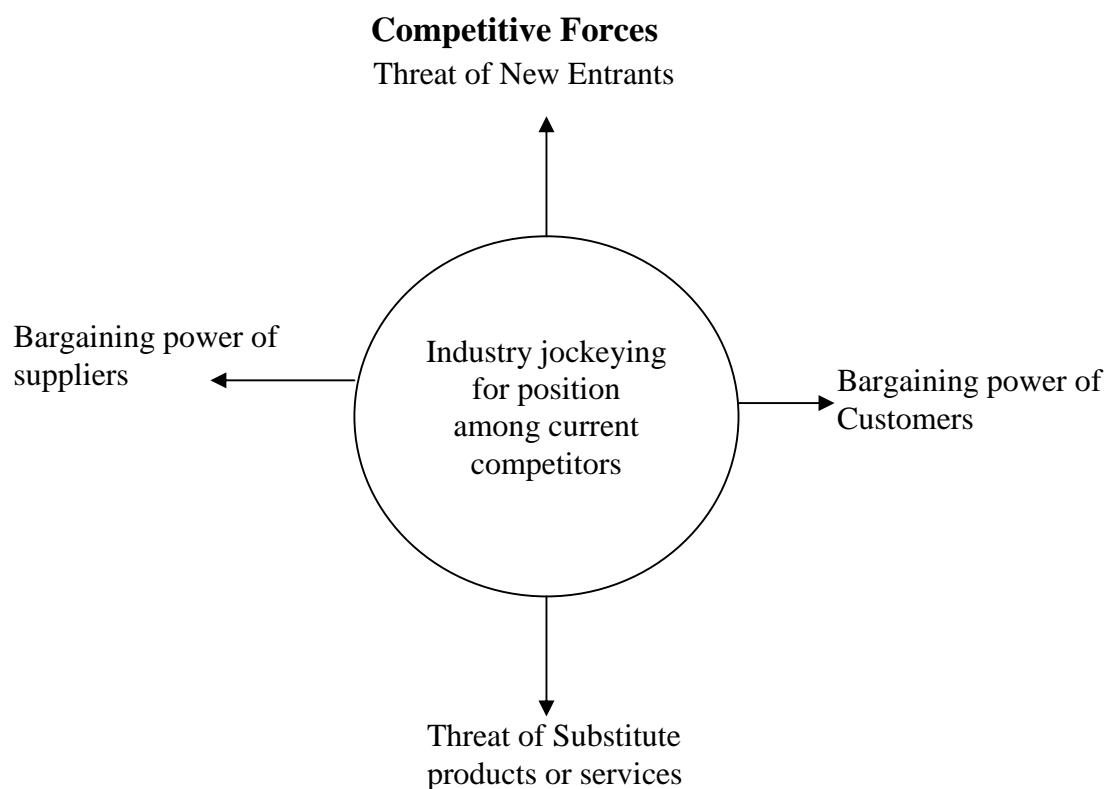 Competitive Forces
Threat of New Entrants
Bargaining power of
suppliers
Industry jockeying
for position
among current
competitors
Bargaining power of
Customers
Threat of Substitute
products or services